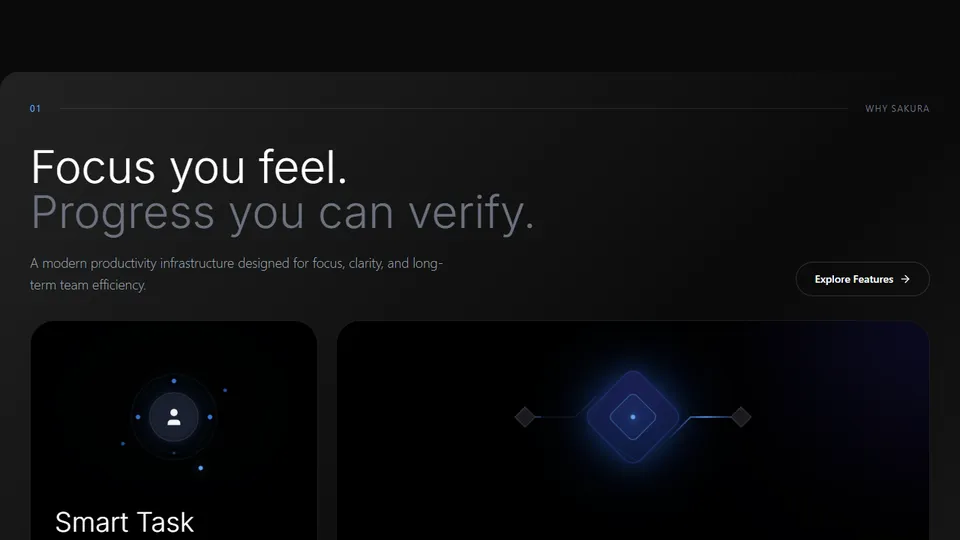 01
WHY SAKURA
Focus you feel.
Progress you can verify.
A modern productivity infrastructure designed for focus, clarity, and long-
term team efficiency.
Explore Features
Smart Task